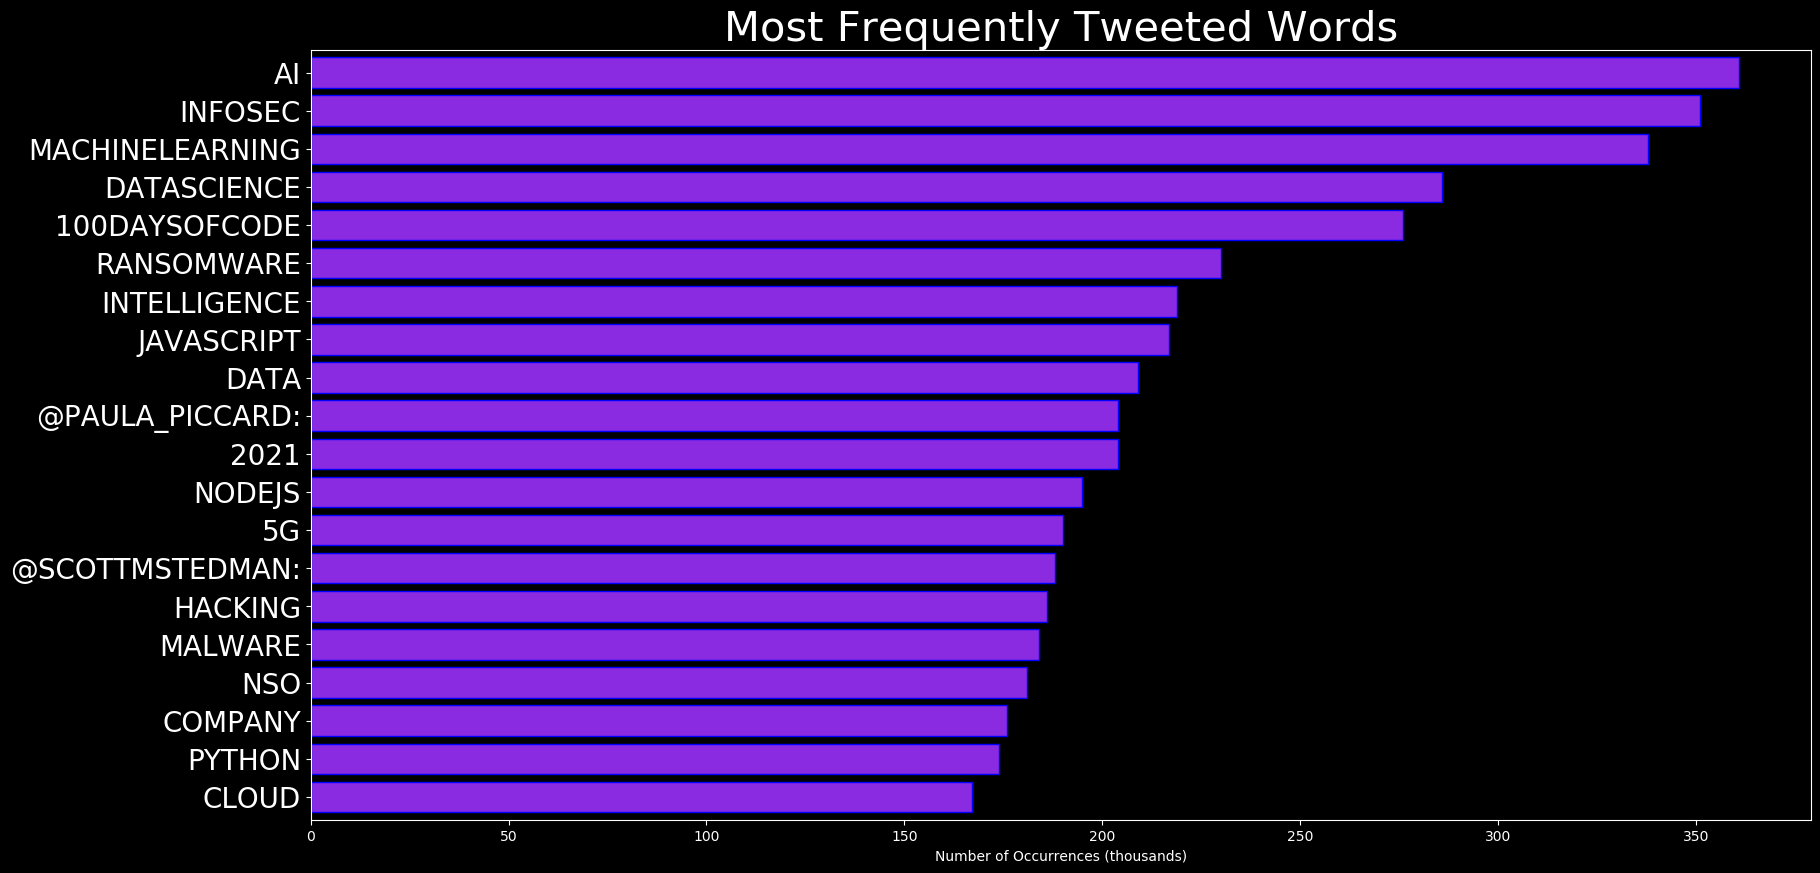 Most Frequently Tweeted Words
AI
INFOSEC
MACHINELEARNING
DATASCIENCE
100DAYSOFCODE
RANSOMWARE
INTELLIGENCE
JAVASCRIPT
DATA
@PAULA_PICCARD:
2021
NODEJS
5G
@SCOTTMSTEDMAN:
HACKING
MALWARE
NSO
COMPANY
PYTHON
CLOUD
0 50 100 150 200 250 300 350
Number of Occurrences (thousands)